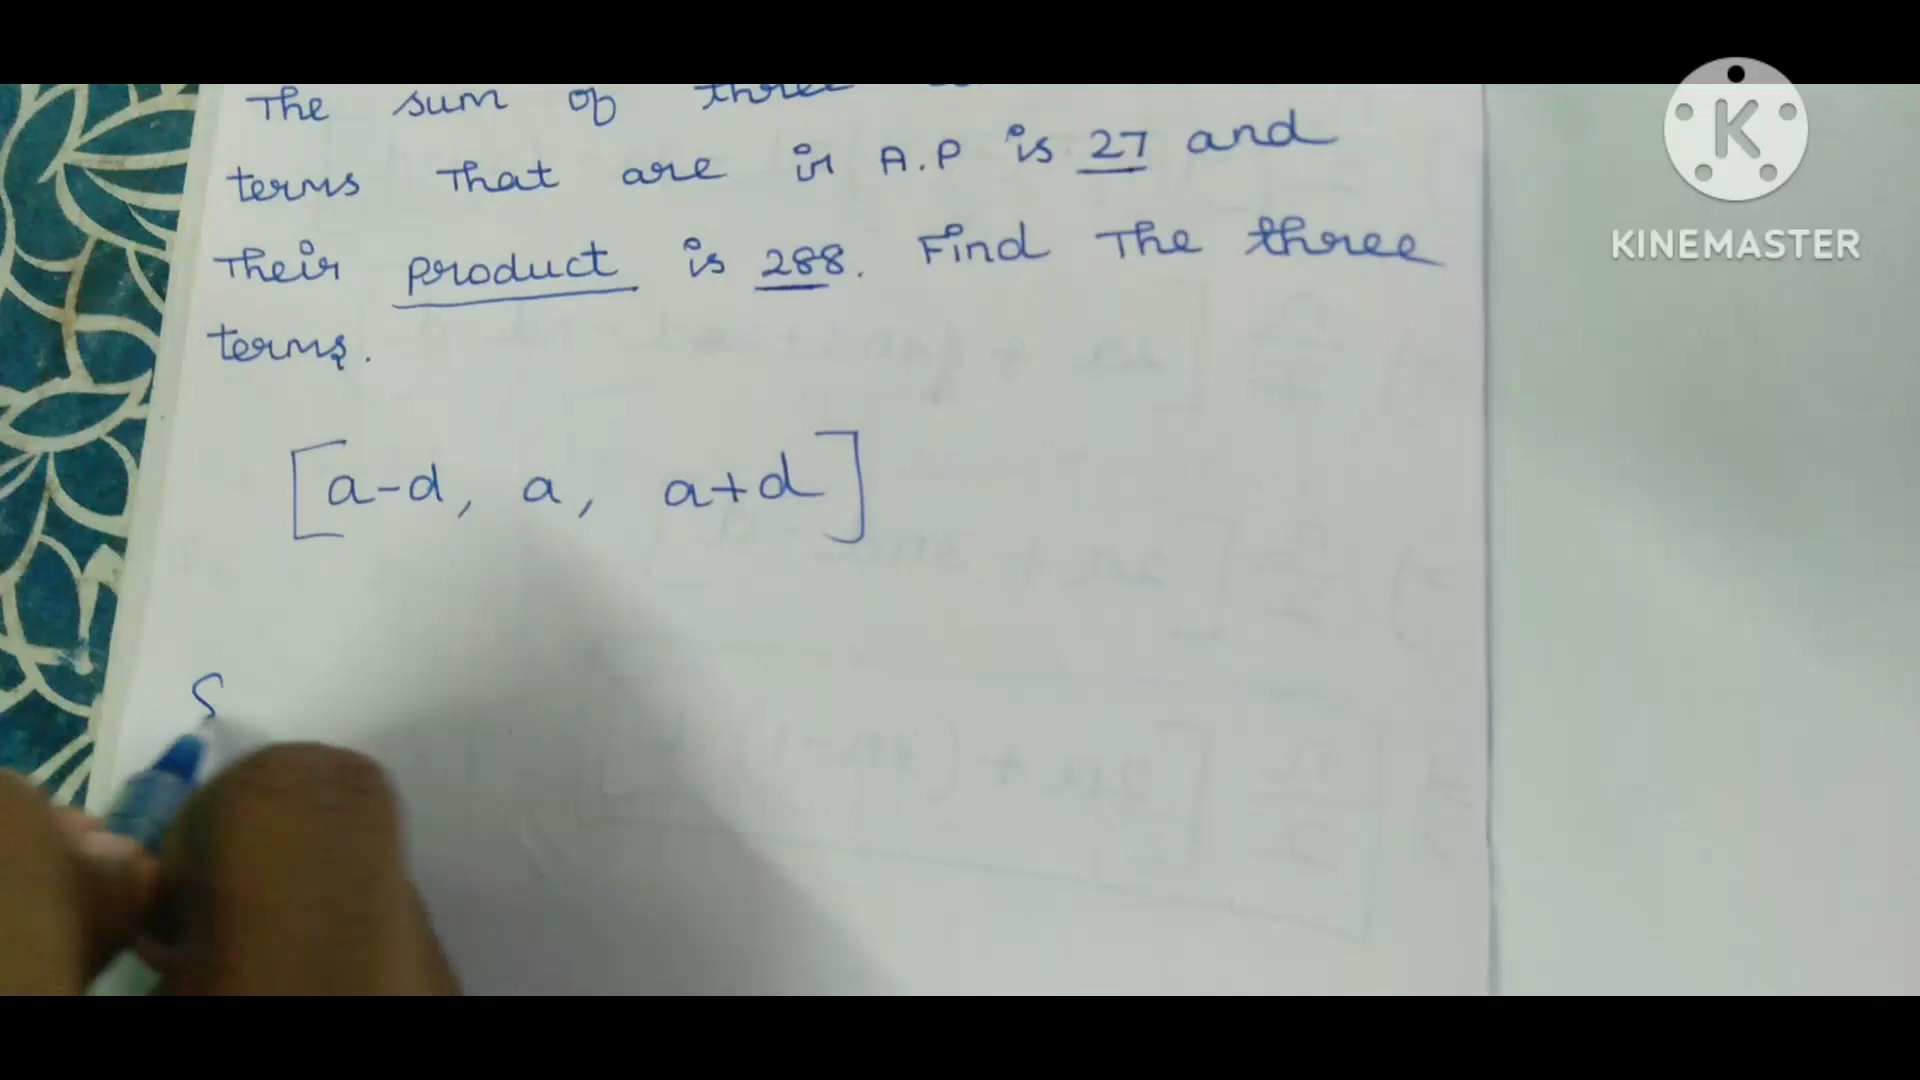 The sum of three
terms That are in A.P is 27 and
Their product is 288. Find The three
terms.
[a-d, a, a+d]
S
K
KINEMASTER